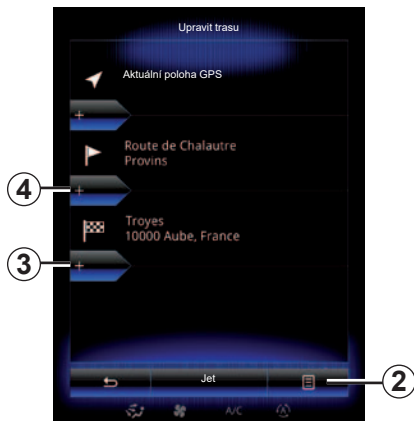 Upravit trasu
Aktuální poloha GPS
+
Route de Chalautre
Provins
4
+
Troyes
10000 Aube, France
3
+
Jet
2
A/C
A